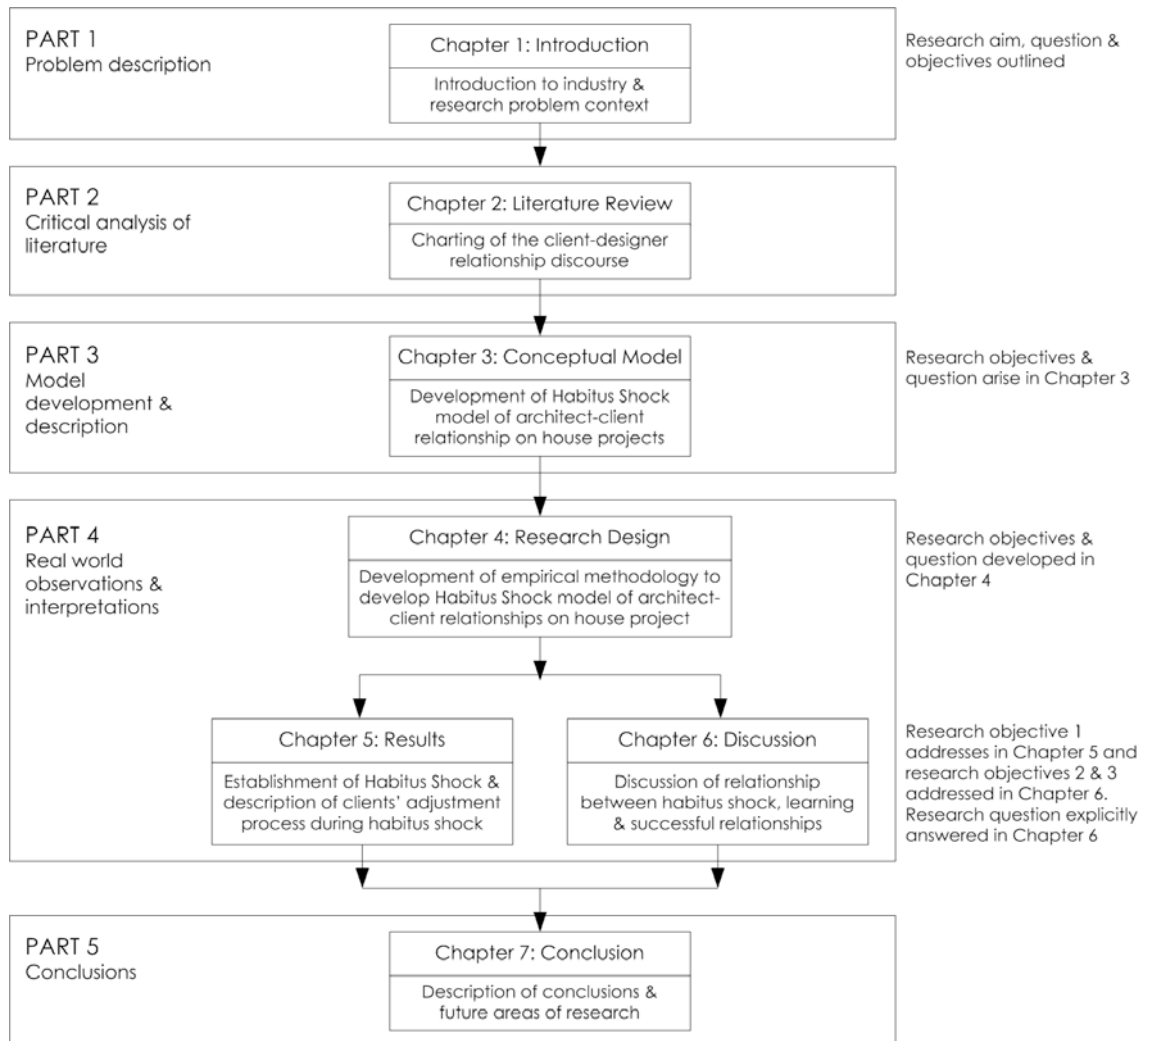 PART 1
Problem description
Chapter 1: Introduction
Introduction to industry &
research problem context
Research aim, question &
objectives outlined
PART 2
Critical analysis of
literature
Chapter 2: Literature Review
Charting of the client-designer
relationship discourse
PART 3
Model
development &
description
Chapter 3: Conceptual Model
Development of Habitus Shock
model of architect-client
relationship on house projects
Research objectives &
question arise in Chapter 3
PART 4
Real world
observations &
interpretations
Chapter 4: Research Design
Development of empirical methodology to
develop Habitus Shock model of architect-
client relationships on house project
Research objectives &
question developed in
Chapter 4
Chapter 5: Results
Establishment of Habitus Shock &
description of clients' adjustment
process during habitus shock
Chapter 6: Discussion
Discussion of relationship
between habitus shock, learning
& successful relationships
Research objective 1
addresses in Chapter 5 and
research objectives 2 & 3
addressed in Chapter 6.
Research question explicitly
answered in Chapter 6
PART 5
Conclusions
Chapter 7: Conclusion
Description of conclusions &
future areas of research